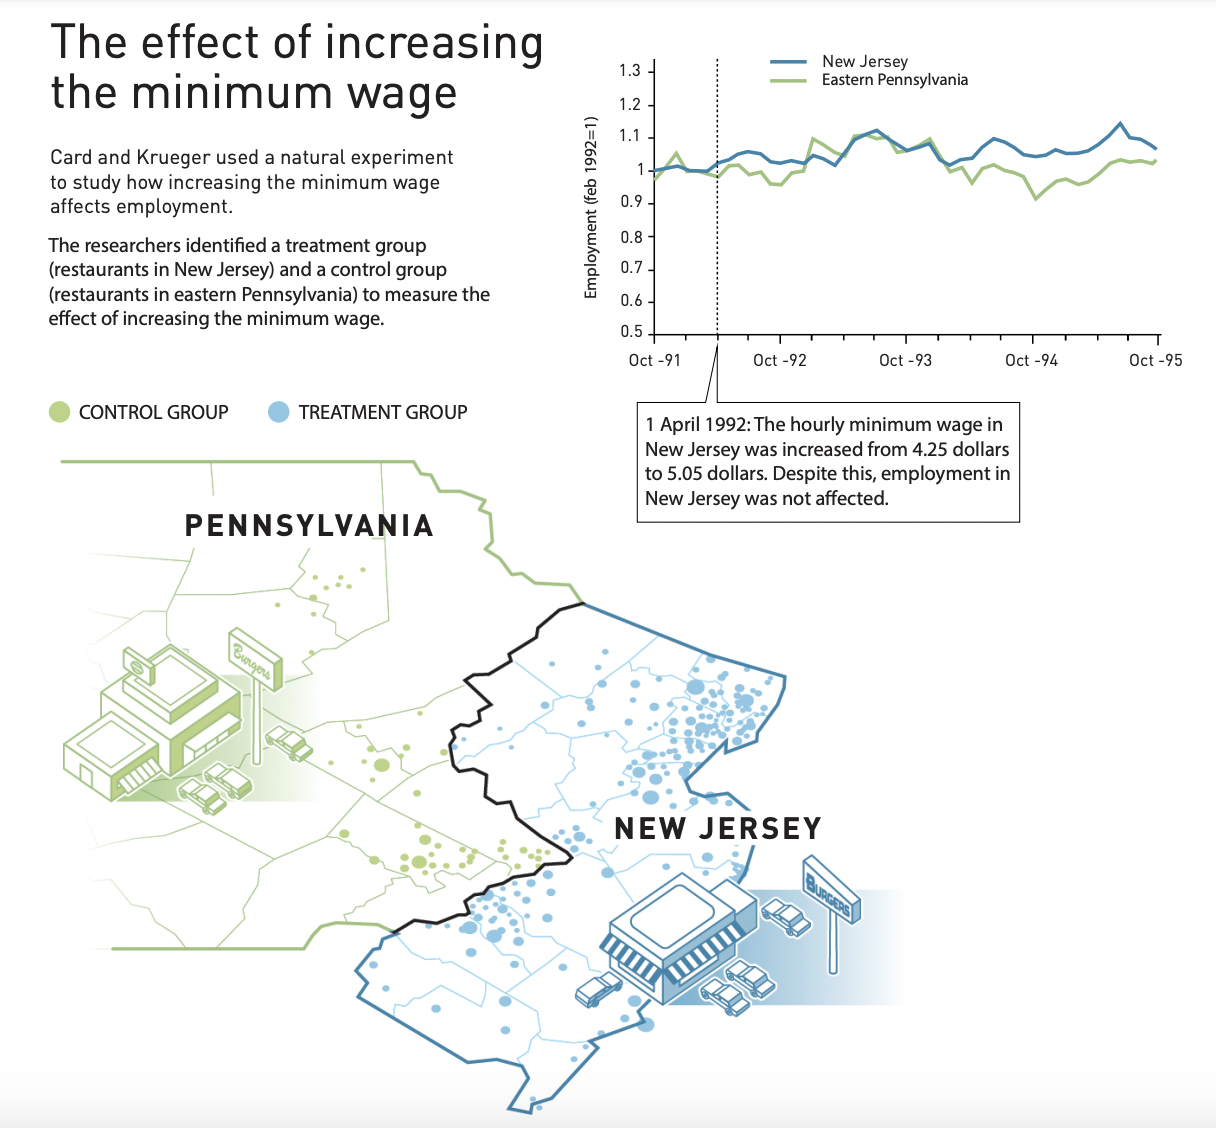 The effect of increasing
the minimum wage
Card and Krueger used a natural experiment
to study how increasing the minimum wage
affects employment.
The researchers identified a treatment group
(restaurants in New Jersey) and a control group
(restaurants in eastern Pennsylvania) to measure the
effect of increasing the minimum wage.
New Jersey
Eastern Pennsylvania
Employment (feb 1992=1)
1.3
1.2
1.1
1
0.9
0.8
0.7
0.6
0.5
Oct -91
Oct -92
Oct -93
Oct -94
Oct -95
1 April 1992: The hourly minimum wage in
New Jersey was increased from 4.25 dollars
to 5.05 dollars. Despite this, employment in
New Jersey was not affected.
CONTROL GROUP
TREATMENT GROUP
PENNSYLVANIA
Burgers
NEW JERSEY
BURGERS